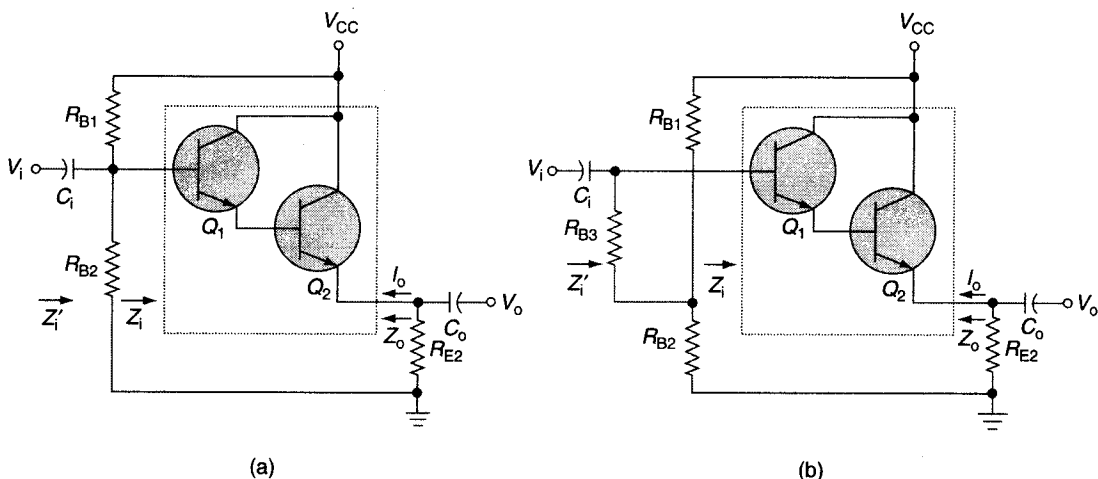 V_CC
R_B1
V_i
C_i
Q_1
R_B2
Q_2
I_o
Z_i'
Z_i
V_o
C_o
Z_o
R_E2
(a)
V_CC
R_B1
V_i
C_i
Q_1
R_B3
Q_2
I_o
Z_i'
Z_i
V_o
C_o
Z_o
R_B2
R_E2
(b)